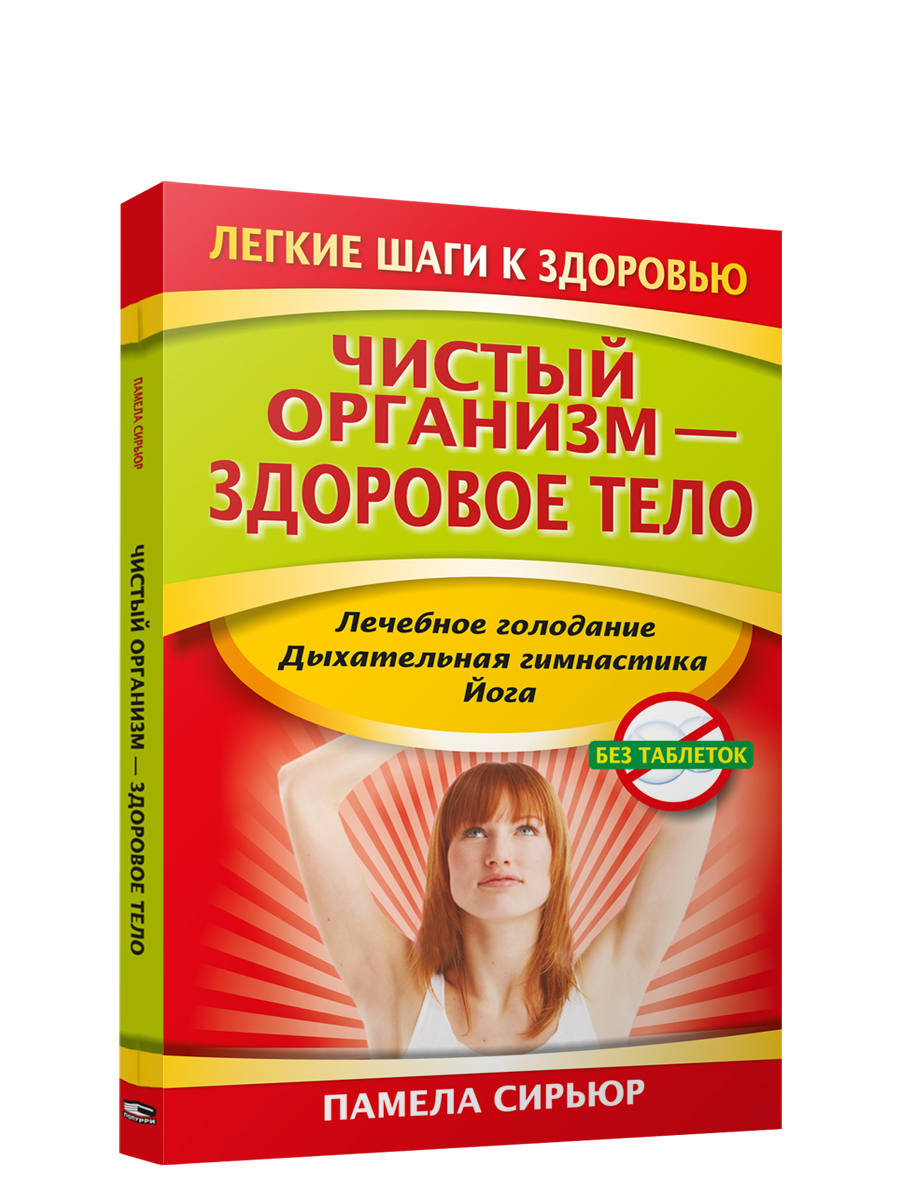 ЛЕГКИЕ ШАГИ К ЗДОРОВЬЮ
ЧИСТЫЙ
ОРГАНИЗМ —
ЗДОРОВОЕ ТЕЛО
Лечебное голодание
Дыхательная гимнастика
Йога
БЕЗ ТАБЛЕТОК
ПАМЕЛА СИРЬЮР
ПАМЕЛА СИРЬЮР
ЧИСТЫЙ ОРГАНИЗМ — ЗДОРОВОЕ ТЕЛО
ПОПУРРИ